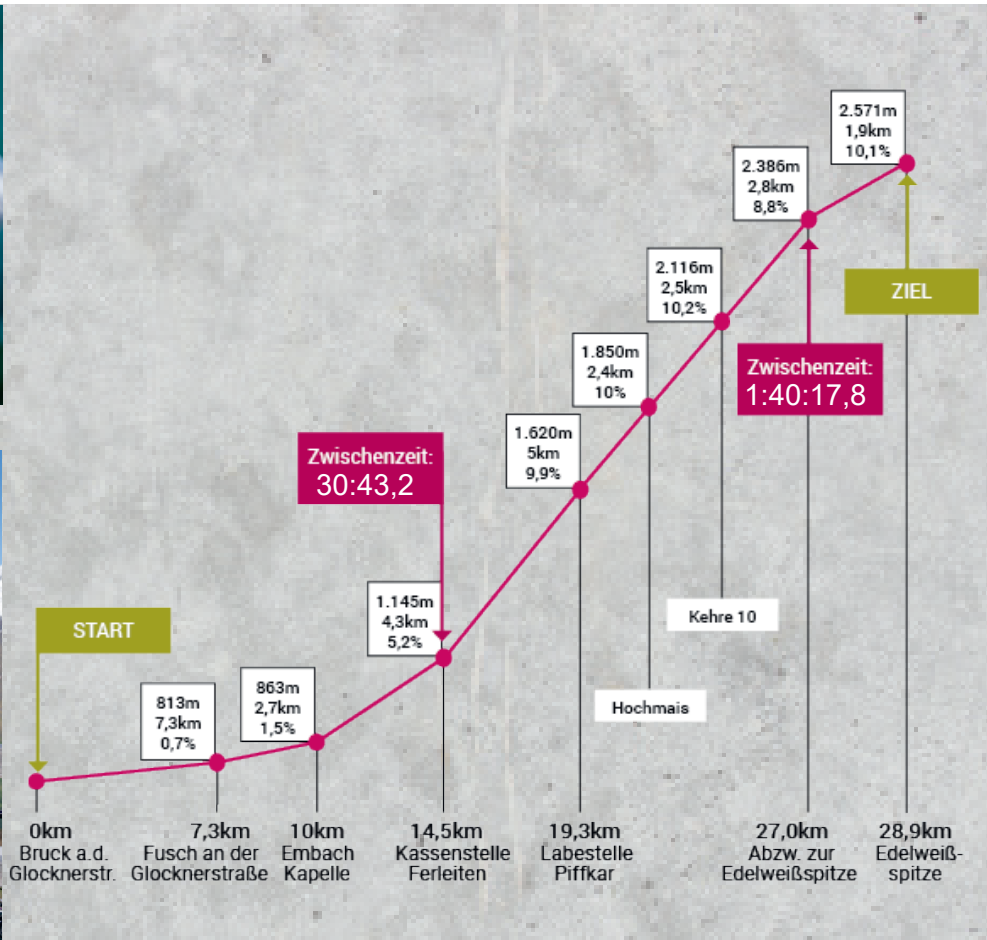 2.571m
1,9km
10,1%
2.386m
2,8km
8,8%
2.116m
2,5km
10,2%
ZIEL
1.850m
2,4km
10%
Zwischenzeit:
1:40:17,8
1.620m
5km
9,9%
Zwischenzeit:
30:43,2
1.145m
4,3km
5,2%
START
Kehre 10
863m
2,7km
1,5%
813m
7,3km
0,7%
Hochmais
0km
Bruck a.d.
Glocknerstr.
7,3km
Fusch an der
Glocknerstraße
10km
Embach
Kapelle
14,5km
Kassenstelle
Ferleiten
19,3km
Labestelle
Piffkar
27,0km
Abzw. zur
Edelweißspitze
28,9km
Edelweiß-
spitze